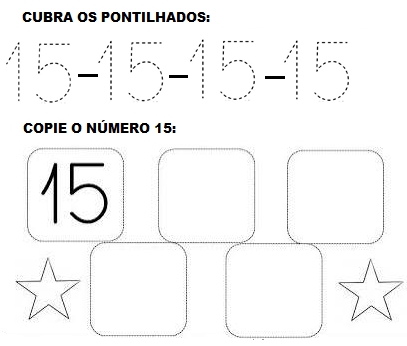 CUBRA OS PONTILHADOS:
15-15-15-15
COPIE O NÚMERO 15:
15